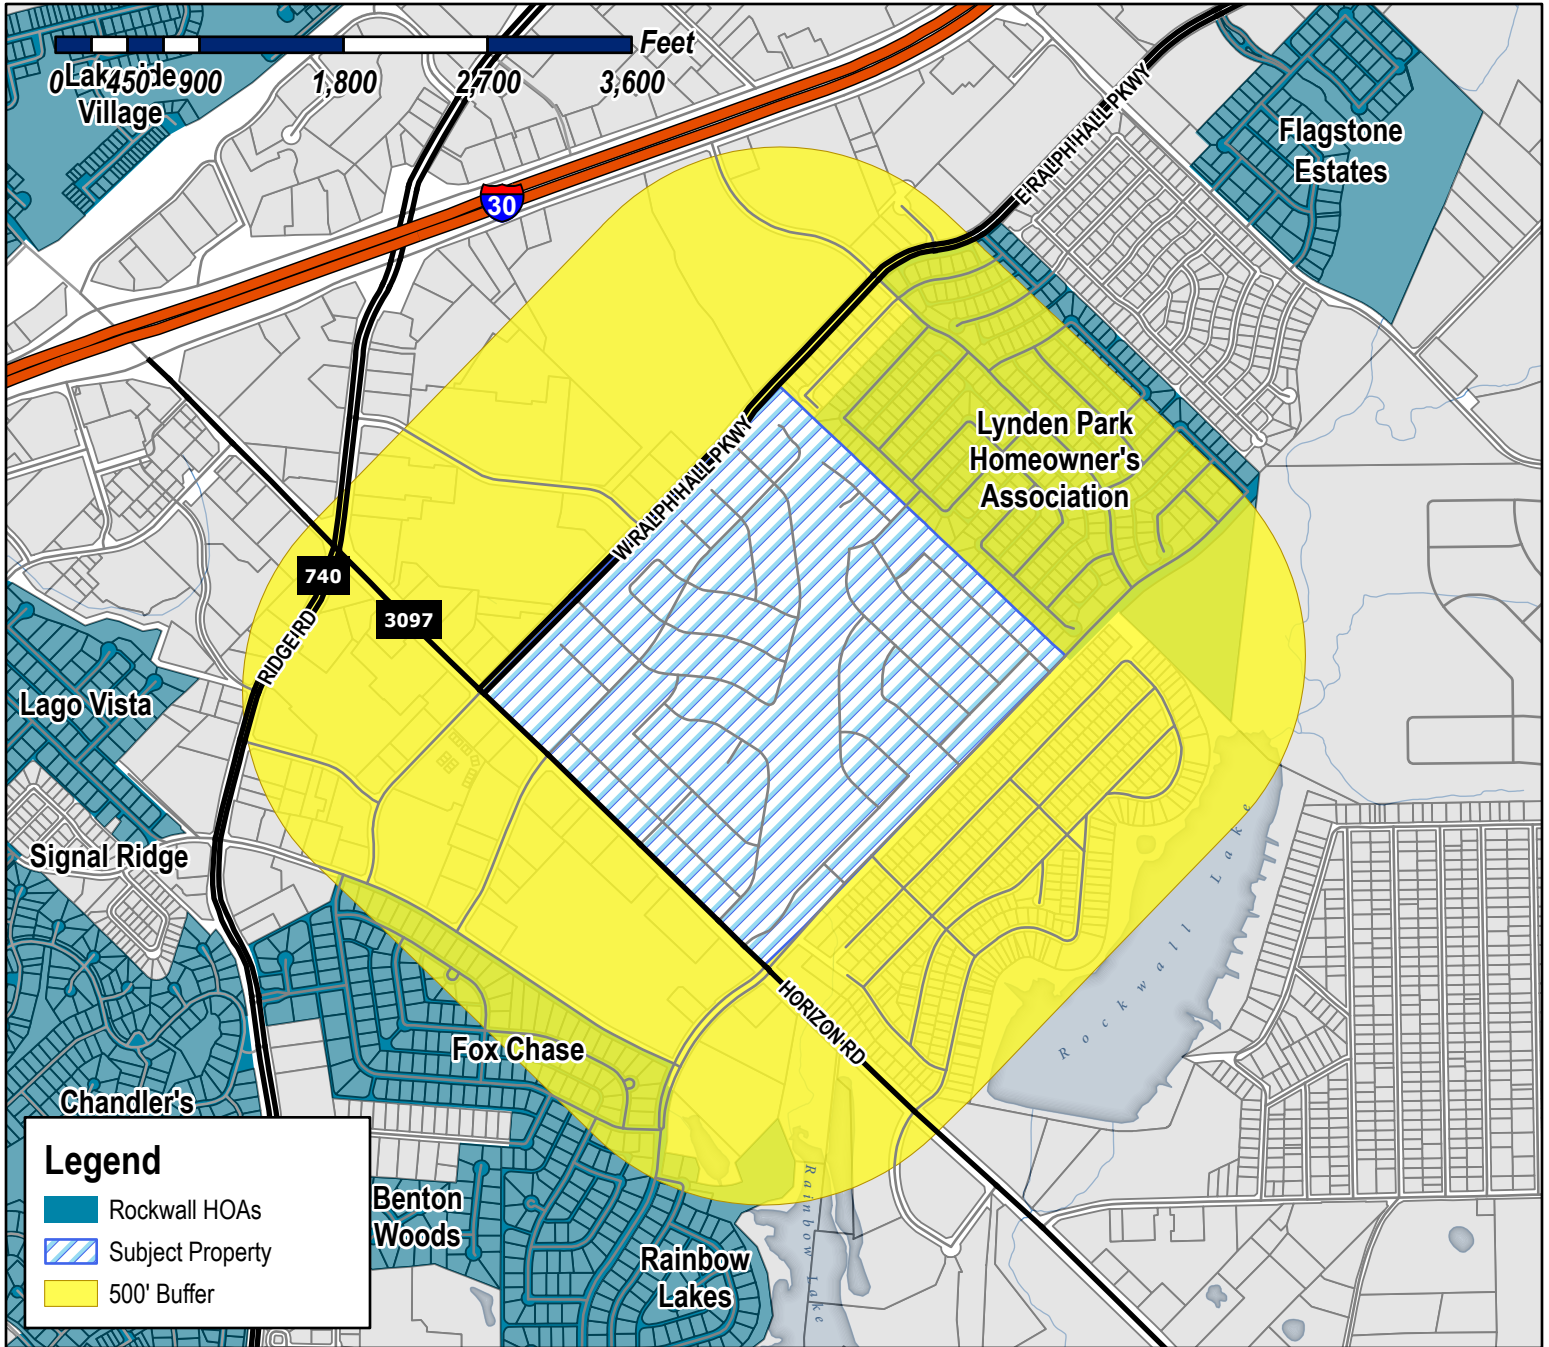 Feet
0 450 900 1,800 2,700 3,600
Lakeside
Village
30
E RALPH HALL PKWY
Flagstone
Estates
Lynden Park
Homeowner's
Association
W RALPH HALL PKWY
740
3097
RIDGE RD
Lago Vista
Signal Ridge
Rockwall Lake
HORIZON RD
Fox Chase
Chandler's
Benton
Woods
Rainbow
Lakes
Rainbow Lake
Legend
Rockwall HOAs
Subject Property
500' Buffer